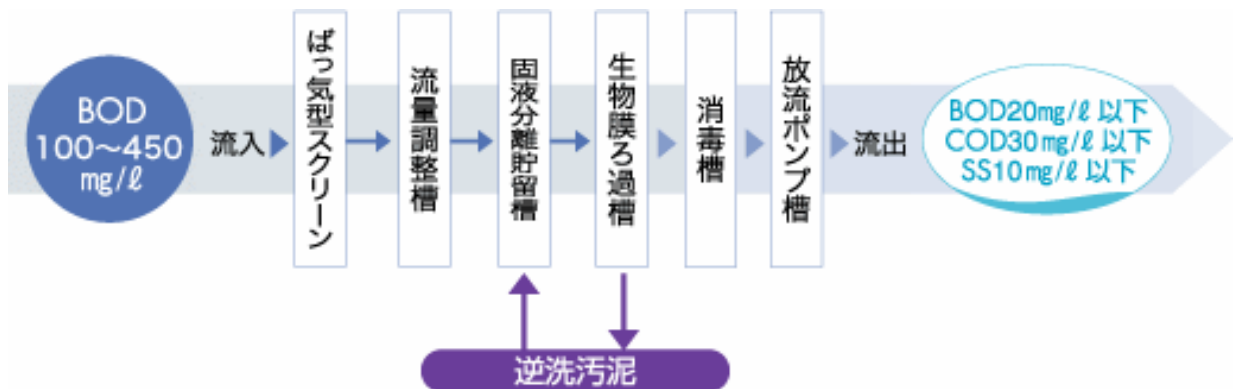 BOD
100～450
mg/ℓ
流入
ばっ気型スクリーン
流量調整槽
固液分離貯留槽
生物膜ろ過槽
消毒槽
放流ポンプ槽
流出
BOD20mg/ℓ 以下
COD30mg/ℓ 以下
SS10mg/ℓ 以下
逆洗汚泥